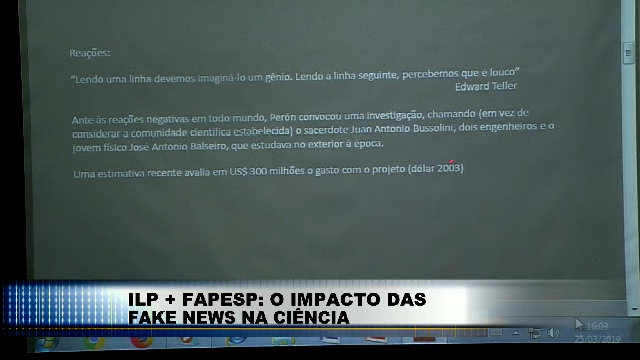 Reações:
"Lendo uma linha devemos imaginá-lo um gênio. Lendo a linha seguinte, percebemos que é louco"
Edward Teller
Ante às reações negativas em todo mundo, Perón convocou uma investigação, chamando (em vez de
considerar a comunidade científica estabelecida) o sacerdote Juan Antonio Bussolini, dois engenheiros e o
jovem físico José Antonio Balseiro, que estudava no exterior à época.
Uma estimativa recente avalia em US$ 300 milhões o gasto com o projeto (dólar 2003)
ILP + FAPESP: O IMPACTO DAS
FAKE NEWS NA CIÊNCIA
16:03
25/03/2019